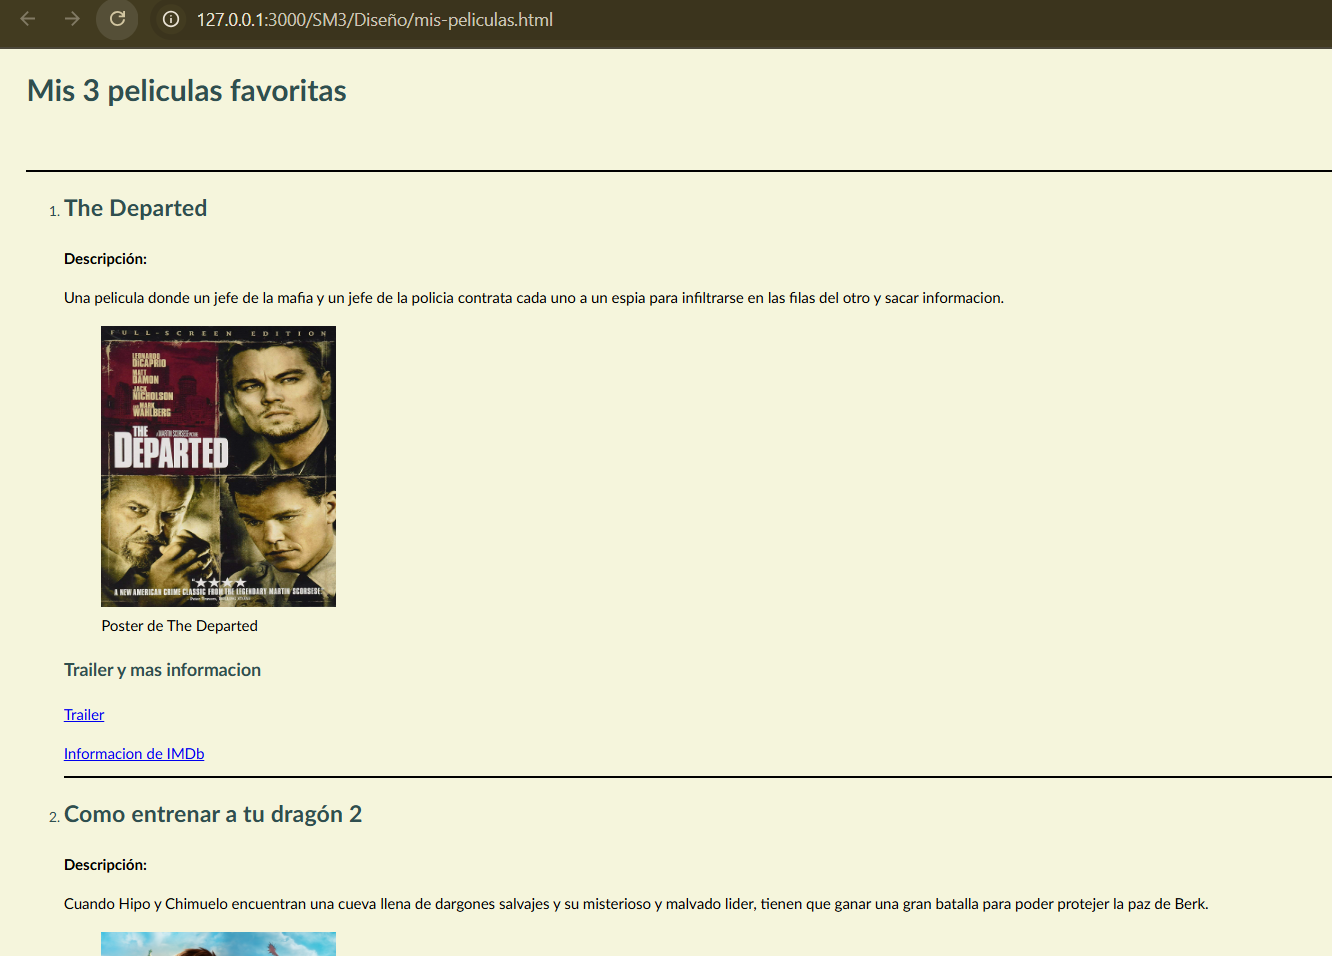 127.0.0.1:3000/SM3/Diseño/mis-peliculas.html
Mis 3 peliculas favoritas
1. The Departed
Descripción:
Una pelicula donde un jefe de la mafia y un jefe de la policia contrata cada uno a un espia para infiltrarse en las filas del otro y sacar informacion.
FULL-SCREEN EDITION
LEONARDO
DICAPRIO
MATT
DAMON
JACK
NICHOLSON
MARK
WAHLBERG
THE
DEPARTED
A NEW AMERICAN CRIME CLASSIC FROM THE LEGENDARY MARTIN SCORSESE.
Poster de The Departed
Trailer y mas informacion
Trailer
Informacion de IMDb
2. Como entrenar a tu dragón 2
Descripción:
Cuando Hipo y Chimuelo encuentran una cueva llena de dargones salvajes y su misterioso y malvado lider, tienen que ganar una gran batalla para poder protejer la paz de Berk.